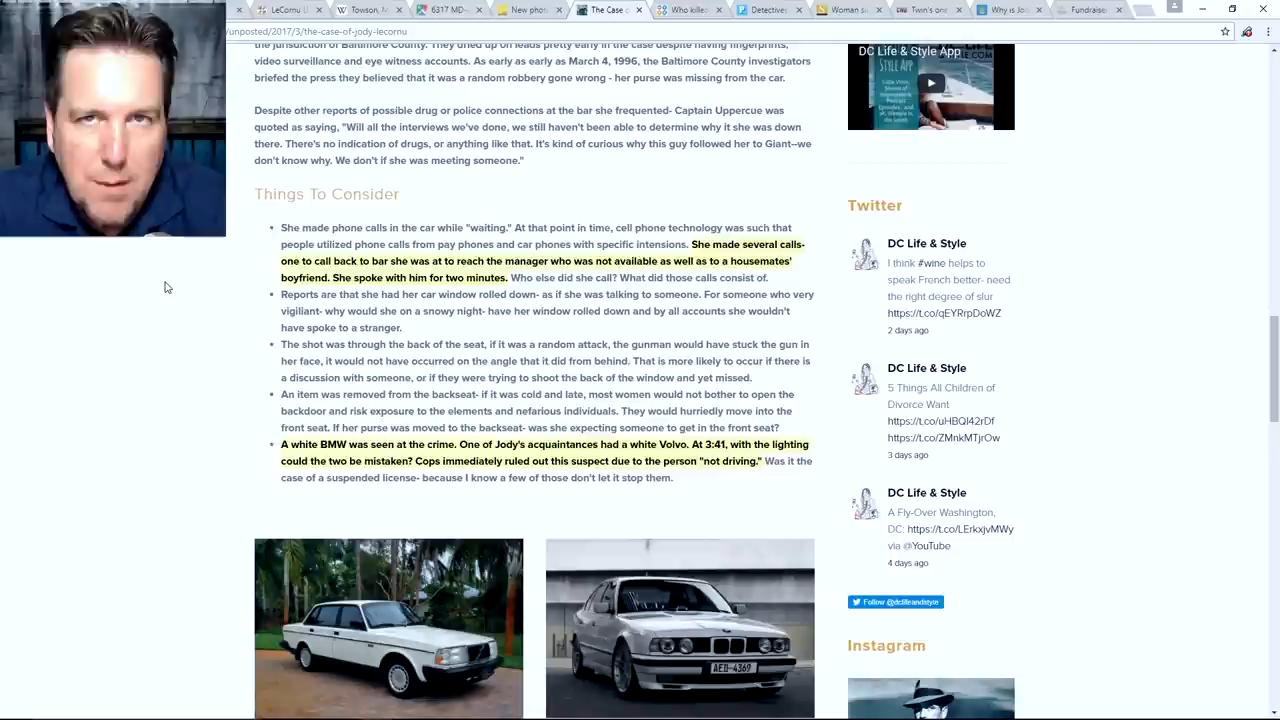 LeCornu L
Towson, M
6317 MD
New phot
The Case o
Who killed
Detectives
Woman su
Twin's one
Why is Jod
Fundraise
/unposted/2017/3/the-case-of-jody-lecornu
the jurisdiction of Baltimore County. They dried up on leads pretty early in the case despite having fingerprints,
video surveillance and eye witness accounts. As early as early as March 4, 1996, the Baltimore County investigators
briefed the press they believed that it was a random robbery gone wrong - her purse was missing from the car.
Despite other reports of possible drug or police connections at the bar she frequented- Captain Uppercue was
quoted as saying, "Will all the interviews we've done, we still haven't been able to determine why it she was down
there. There's no indication of drugs, or anything like that. It's kind of curious why this guy followed her to Giant--we
don't know why. We don't if she was meeting someone."
Things To Consider
She made phone calls in the car while "waiting." At that point in time, cell phone technology was such that
people utilized phone calls from pay phones and car phones with specific intensions. She made several calls-
one to call back to bar she was at to reach the manager who was not available as well as to a housemates'
boyfriend. She spoke with him for two minutes. Who else did she call? What did those calls consist of.
Reports are that she had her car window rolled down- as if she was talking to someone. For someone who very
vigiliant- why would she on a snowy night- have her window rolled down and by all accounts she wouldn't
have spoke to a stranger.
The shot was through the back of the seat, if it was a random attack, the gunman would have stuck the gun in
her face, it would not have occurred on the angle that it did from behind. That is more likely to occur if there is
a discussion with someone, or if they were trying to shoot the back of the window and yet missed.
An item was removed from the backseat- if it was cold and late, most women would not bother to open the
backdoor and risk exposure to the elements and nefarious individuals. They would hurriedly move into the
front seat. If her purse was moved to the backseat- was she expecting someone to get in the front seat?
A white BMW was seen at the crime. One of Jody's acquaintances had a white Volvo. At 3:41, with the lighting
could the two be mistaken? Cops immediately ruled out this suspect due to the person "not driving." Was it the
case of a suspended license- because I know a few of those don't let it stop them.
AEO-4369
DC Life & Style App
STYLE APP
Twitter
DC Life & Style
I think #wine helps to
speak French better- need
the right degree of slur
https://t.co/qEYRrpDoWZ
2 days ago
DC Life & Style
5 Things All Children of
Divorce Want
https://t.co/uHBQI42rDf
https://t.co/ZMnkMTjrOw
3 days ago
DC Life & Style
A Fly-Over Washington,
DC: https://t.co/LErkxjvMWy
via @YouTube
4 days ago
Follow @dclifeandstyle
Instagram